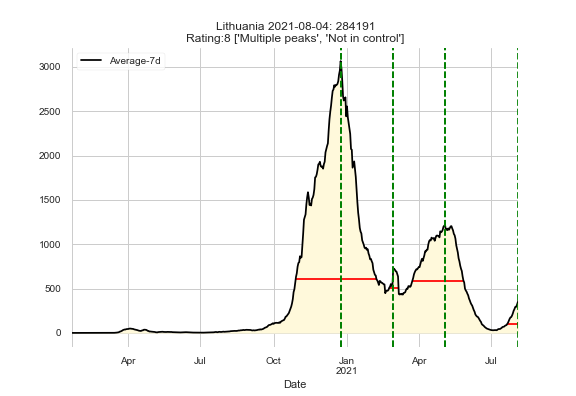 Lithuania 2021-08-04: 284191
Rating:8 ['Multiple peaks', 'Not in control']
Average-7d
3000
2500
2000
1500
1000
500
0
Apr
Jul
Oct
Jan
2021
Apr
Jul
Date